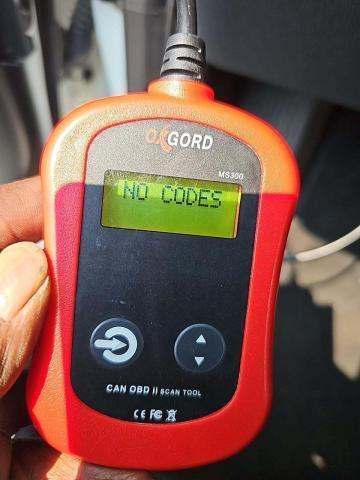 OXGORD
MS300
NO CODES
CAN OBD II SCAN TOOL
CE FC